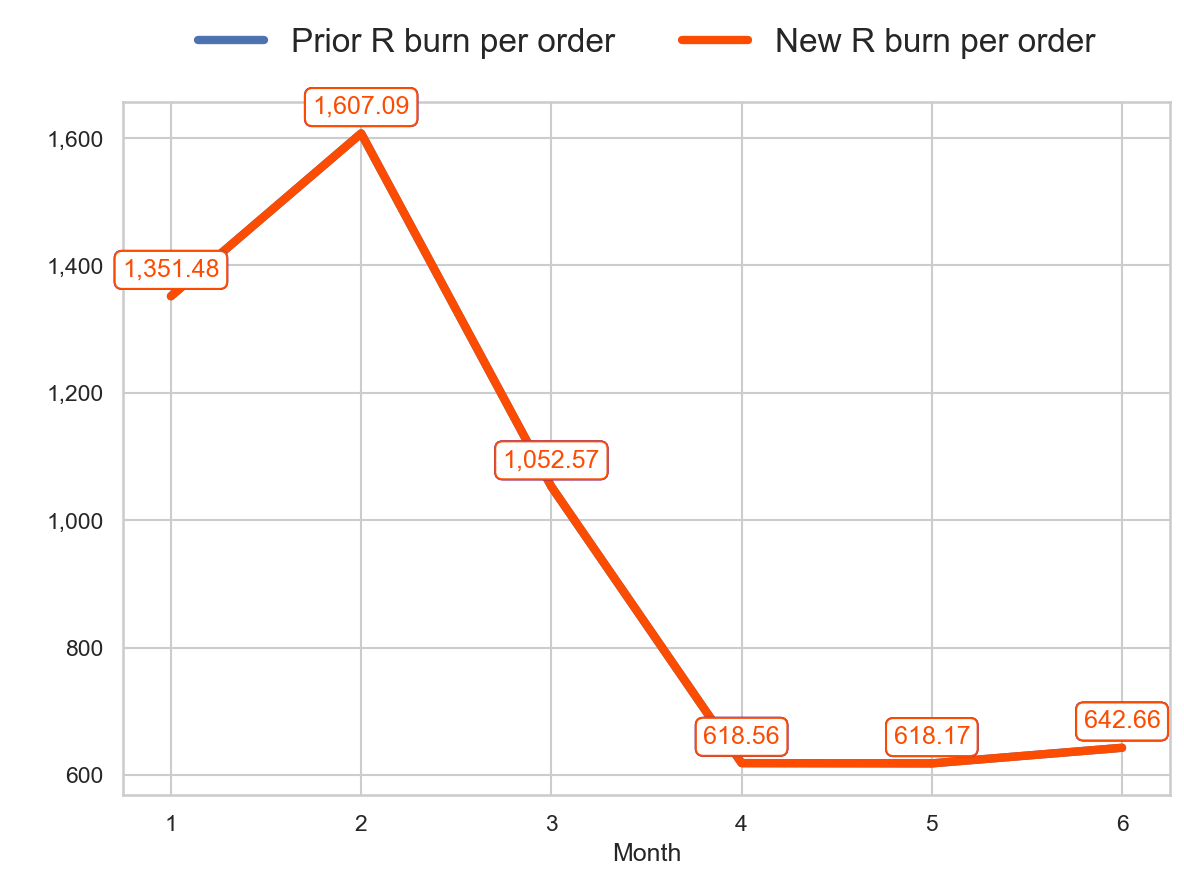 Prior R burn per order New R burn per order
1,607.09
1,600
1,351.48
1,400
1,200
1,052.57
1,000
800
618.56 618.17 642.66
600
1 2 3 4 5 6
Month